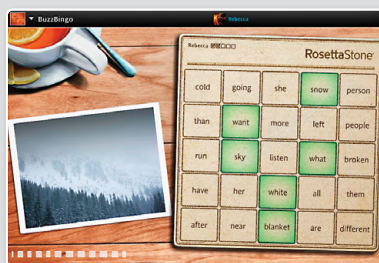 BuzzBingo Rebecca
Rebecca
RosettaStone
cold going she snow person
than want more left people
run sky listen what broken
have her white all them
after near blanket are different